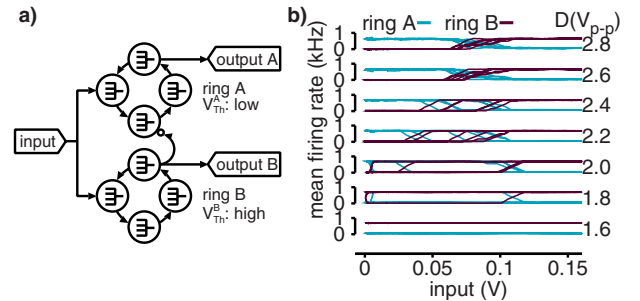 a)
output A
ring A
V_Th^A: low
input
output B
ring B
V_Th^B: high
b)
ring A
ring B
D(V_p-p)
mean firing rate (kHz)
1
0
2.8
1
0
2.6
1
0
2.4
1
0
2.2
1
0
2.0
1
0
1.8
1
0
1.6
0
0.05
0.1
0.15
input (V)